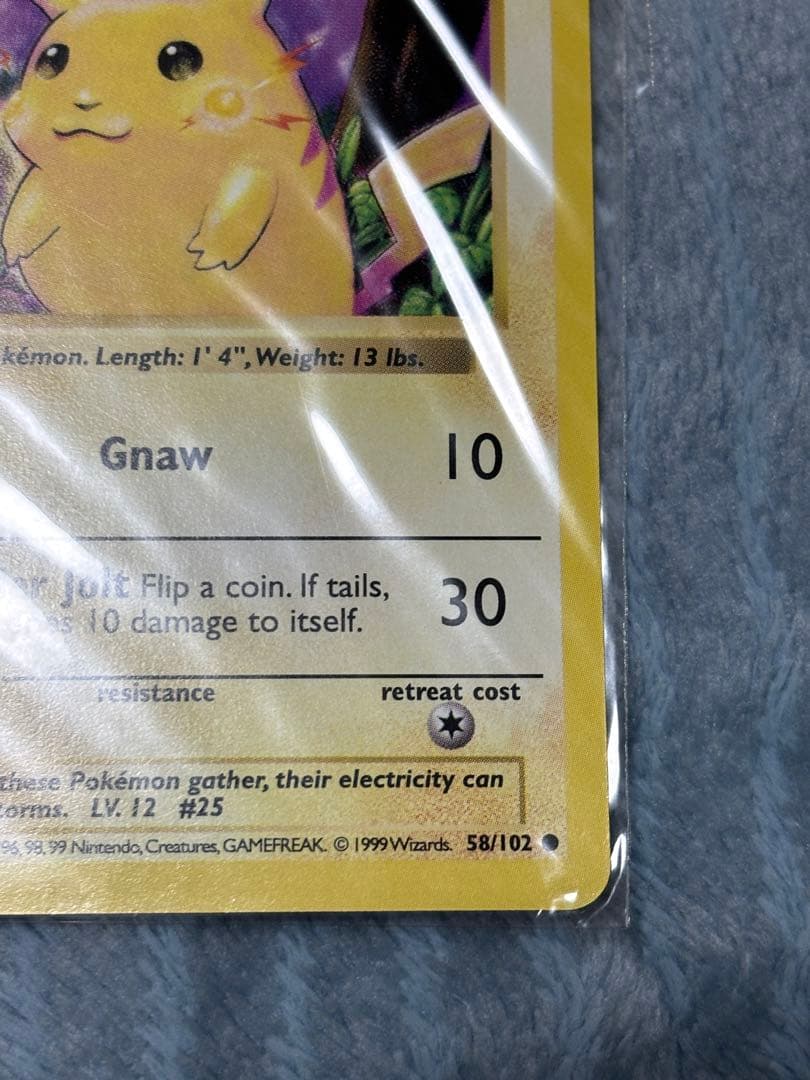 kémon. Length: 1' 4", Weight: 13 lbs.
Gnaw 10
Jolt Flip a coin. If tails, 30
10 damage to itself.
resistance retreat cost
these Pokémon gather, their electricity can
orms. LV. 12 #25
96, 98, 99 Nintendo, Creatures, GAMEFREAK. © 1999 Wizards. 58/102